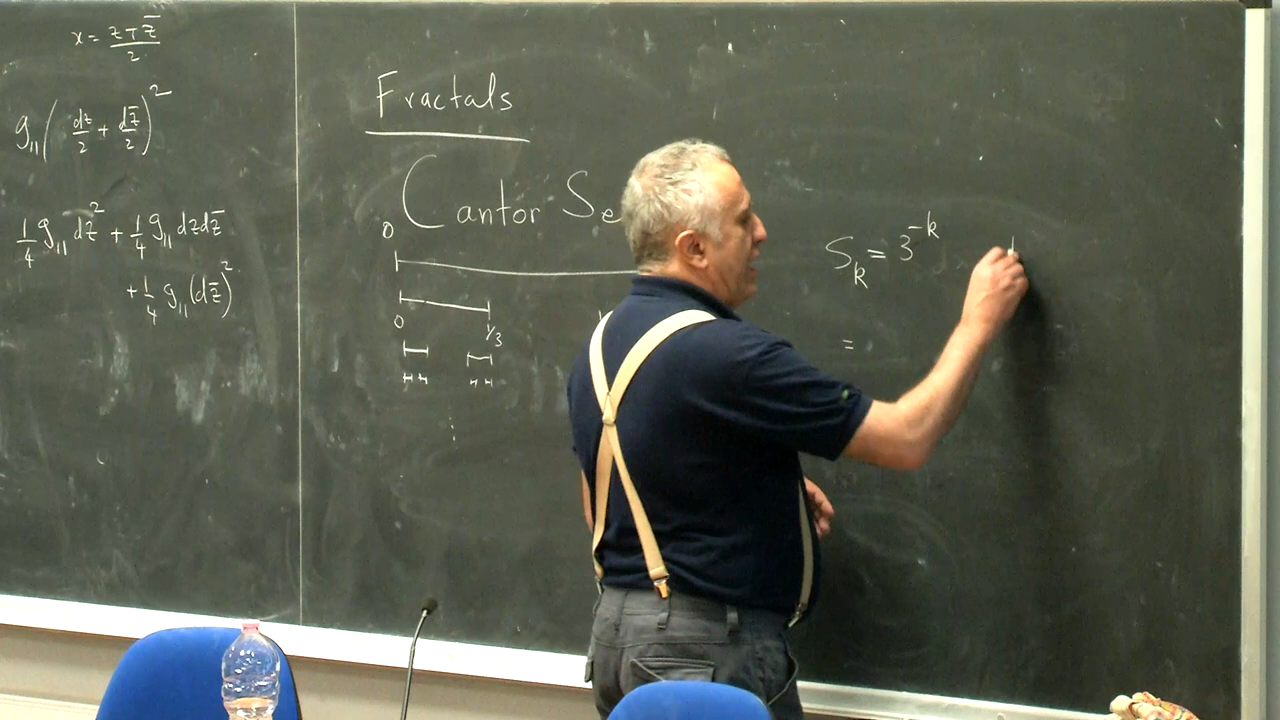 x = z + z̄ / 2
g₁₁ ( dz/2 + dz̄/2 )²
1/4 g₁₁ dz² + 1/4 g₁₁ dz dz̄
+ 1/4 g₁₁ (dz̄)²
Fractals
Cantor Se
0
0 1/3
S_k = 3^{-k}
=